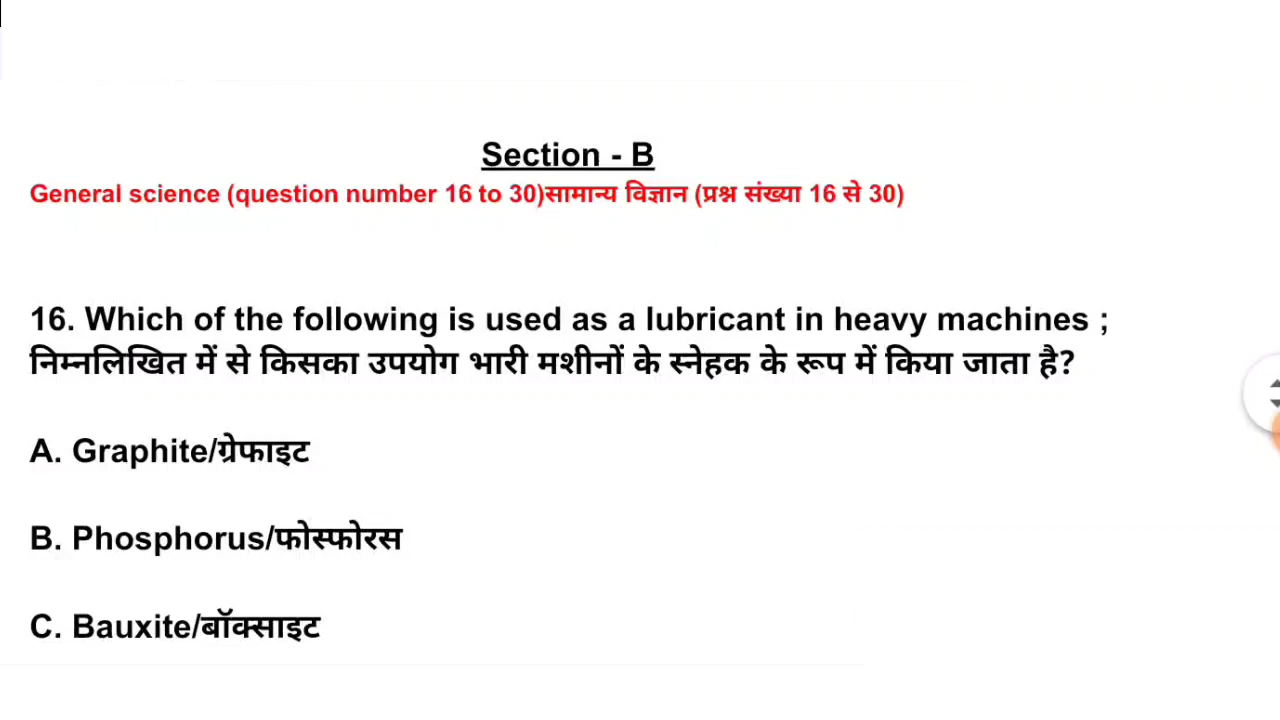 Section - B
General science (question number 16 to 30)सामान्य विज्ञान (प्रश्न संख्या 16 से 30)
16. Which of the following is used as a lubricant in heavy machines ;
निम्नलिखित में से किसका उपयोग भारी मशीनों के स्नेहक के रूप में किया जाता है?
A. Graphite/ग्रेफाइट
B. Phosphorus/फोस्फोरस
C. Bauxite/बॉक्साइट